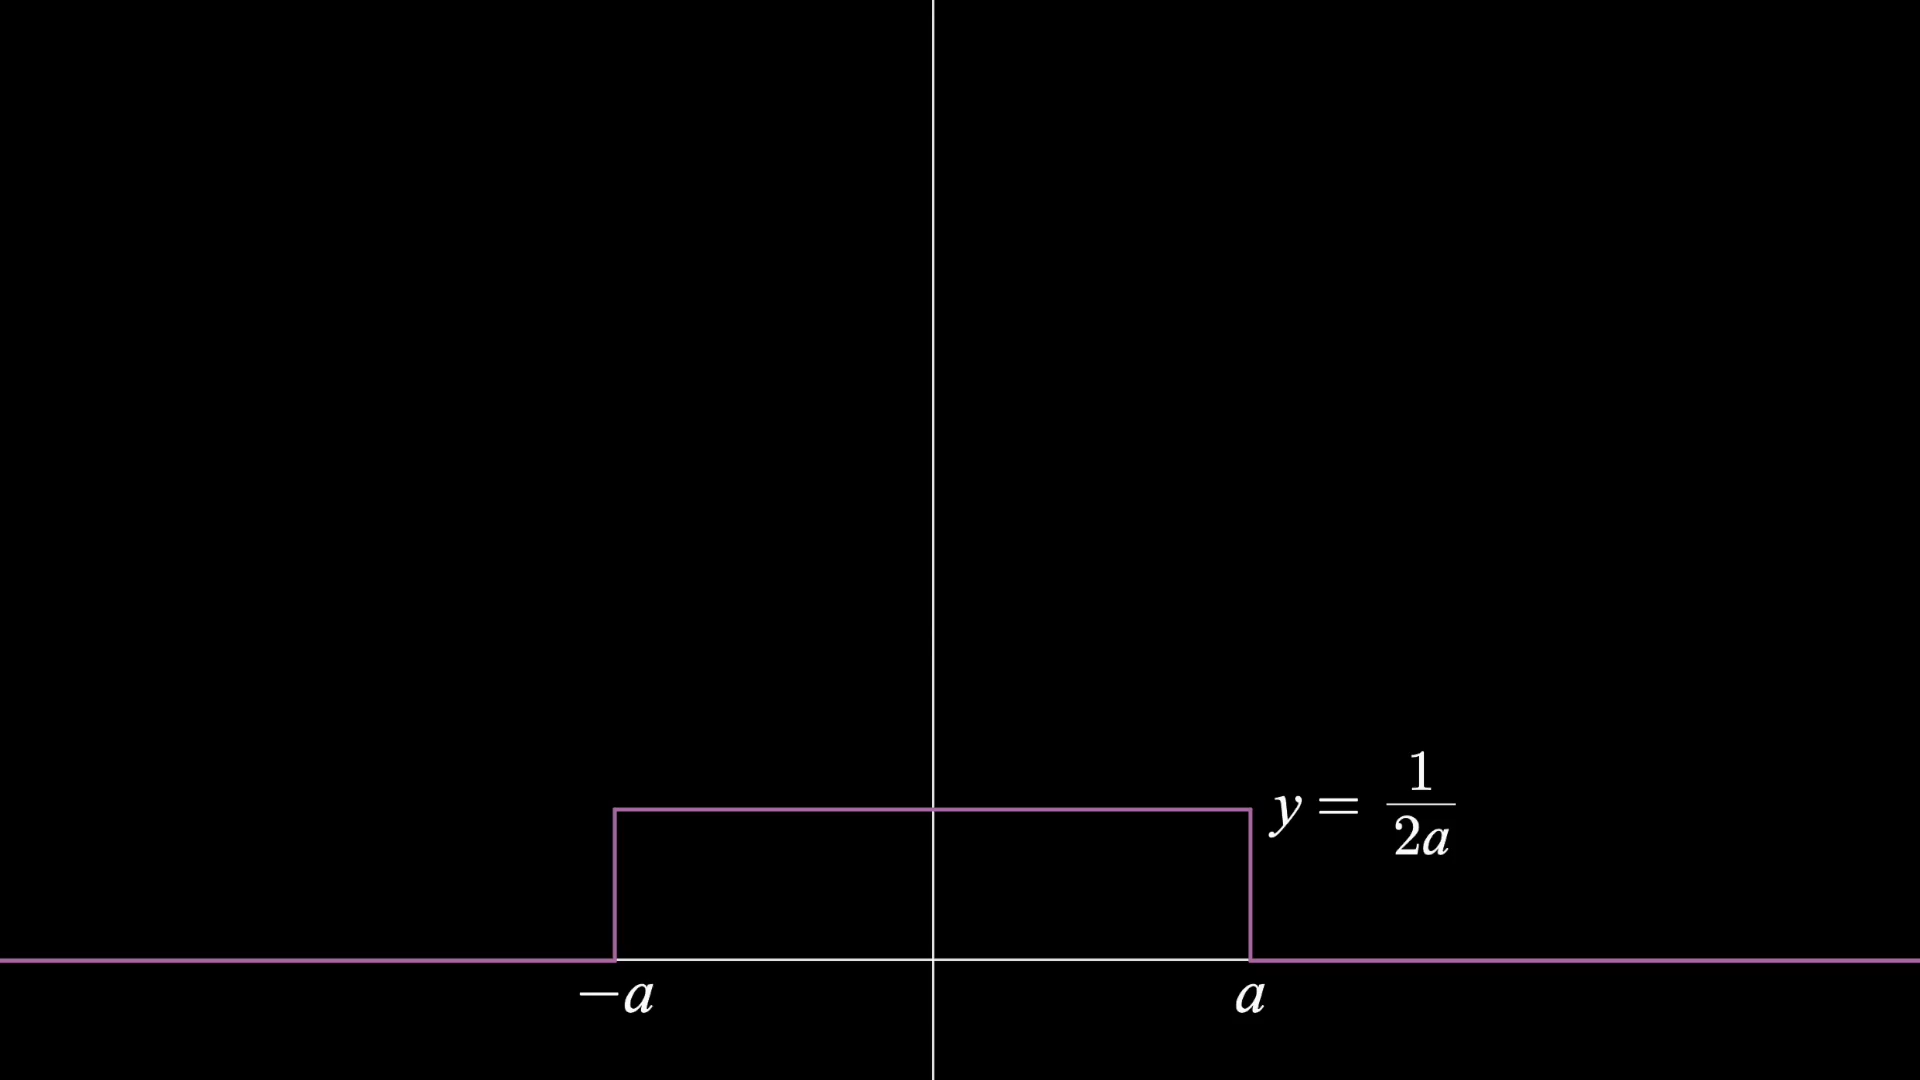 y = 1/2a
−a
a